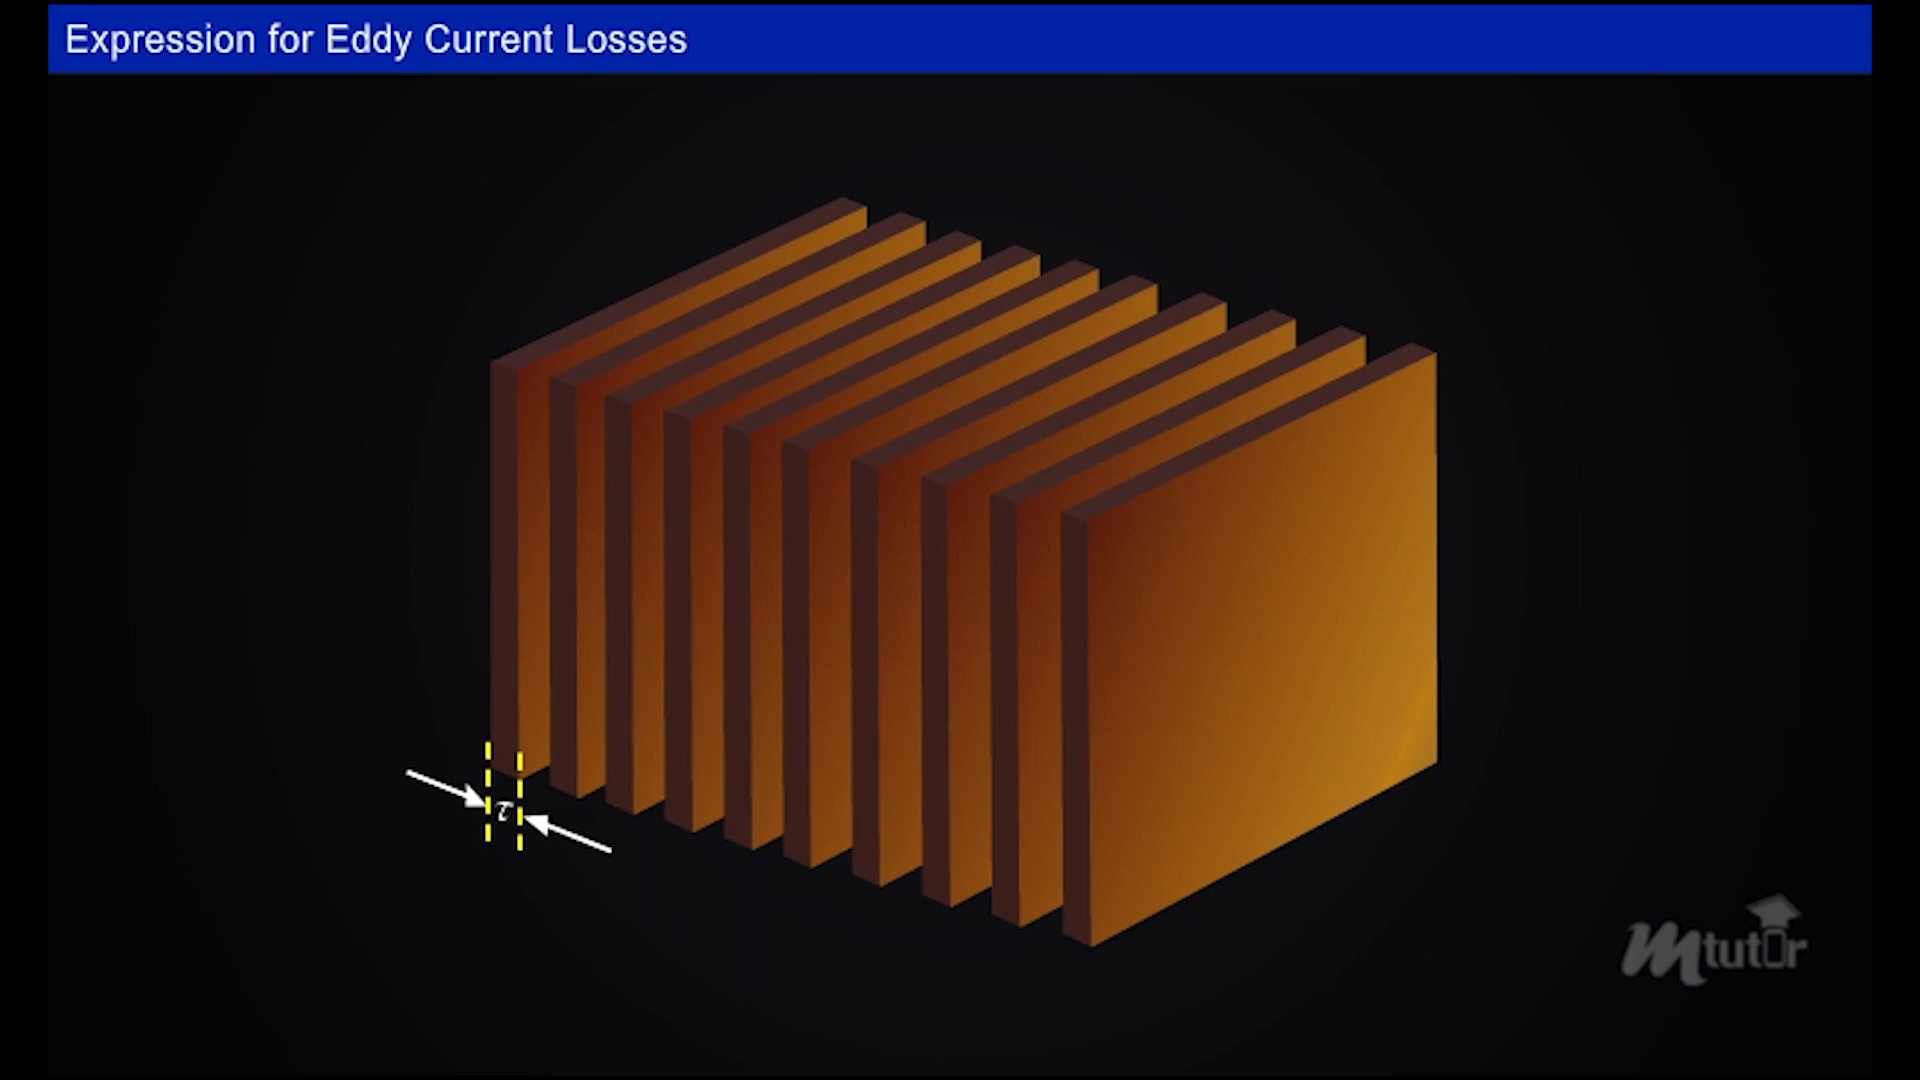 Expression for Eddy Current Losses
τ
mtutor